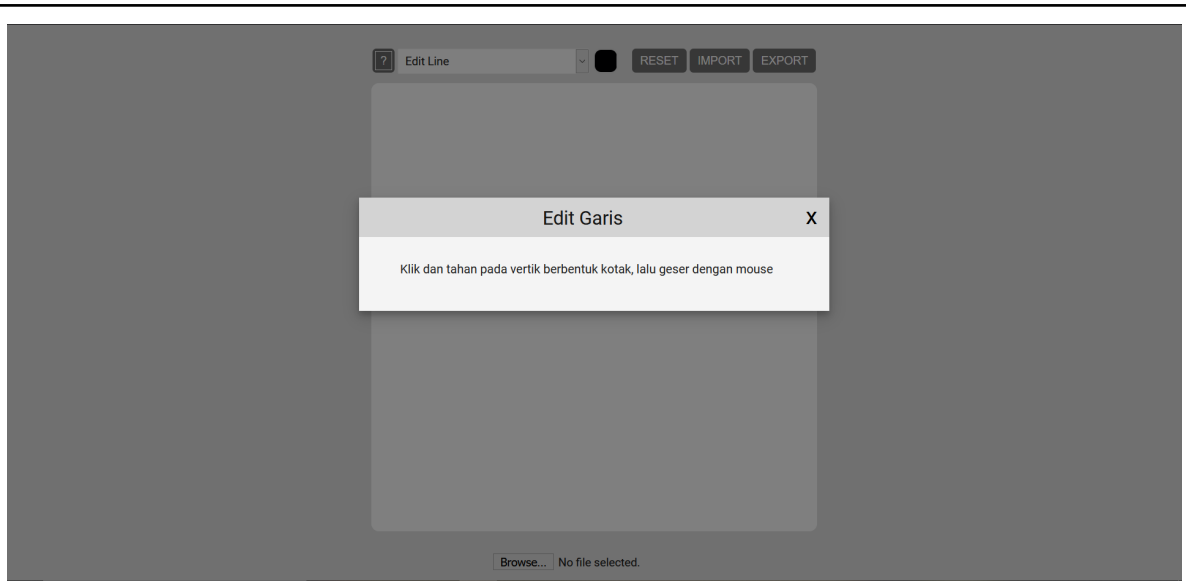 ?
Edit Line
RESET IMPORT EXPORT
Edit Garis X
Klik dan tahan pada vertik berbentuk kotak, lalu geser dengan mouse
Browse... No file selected.